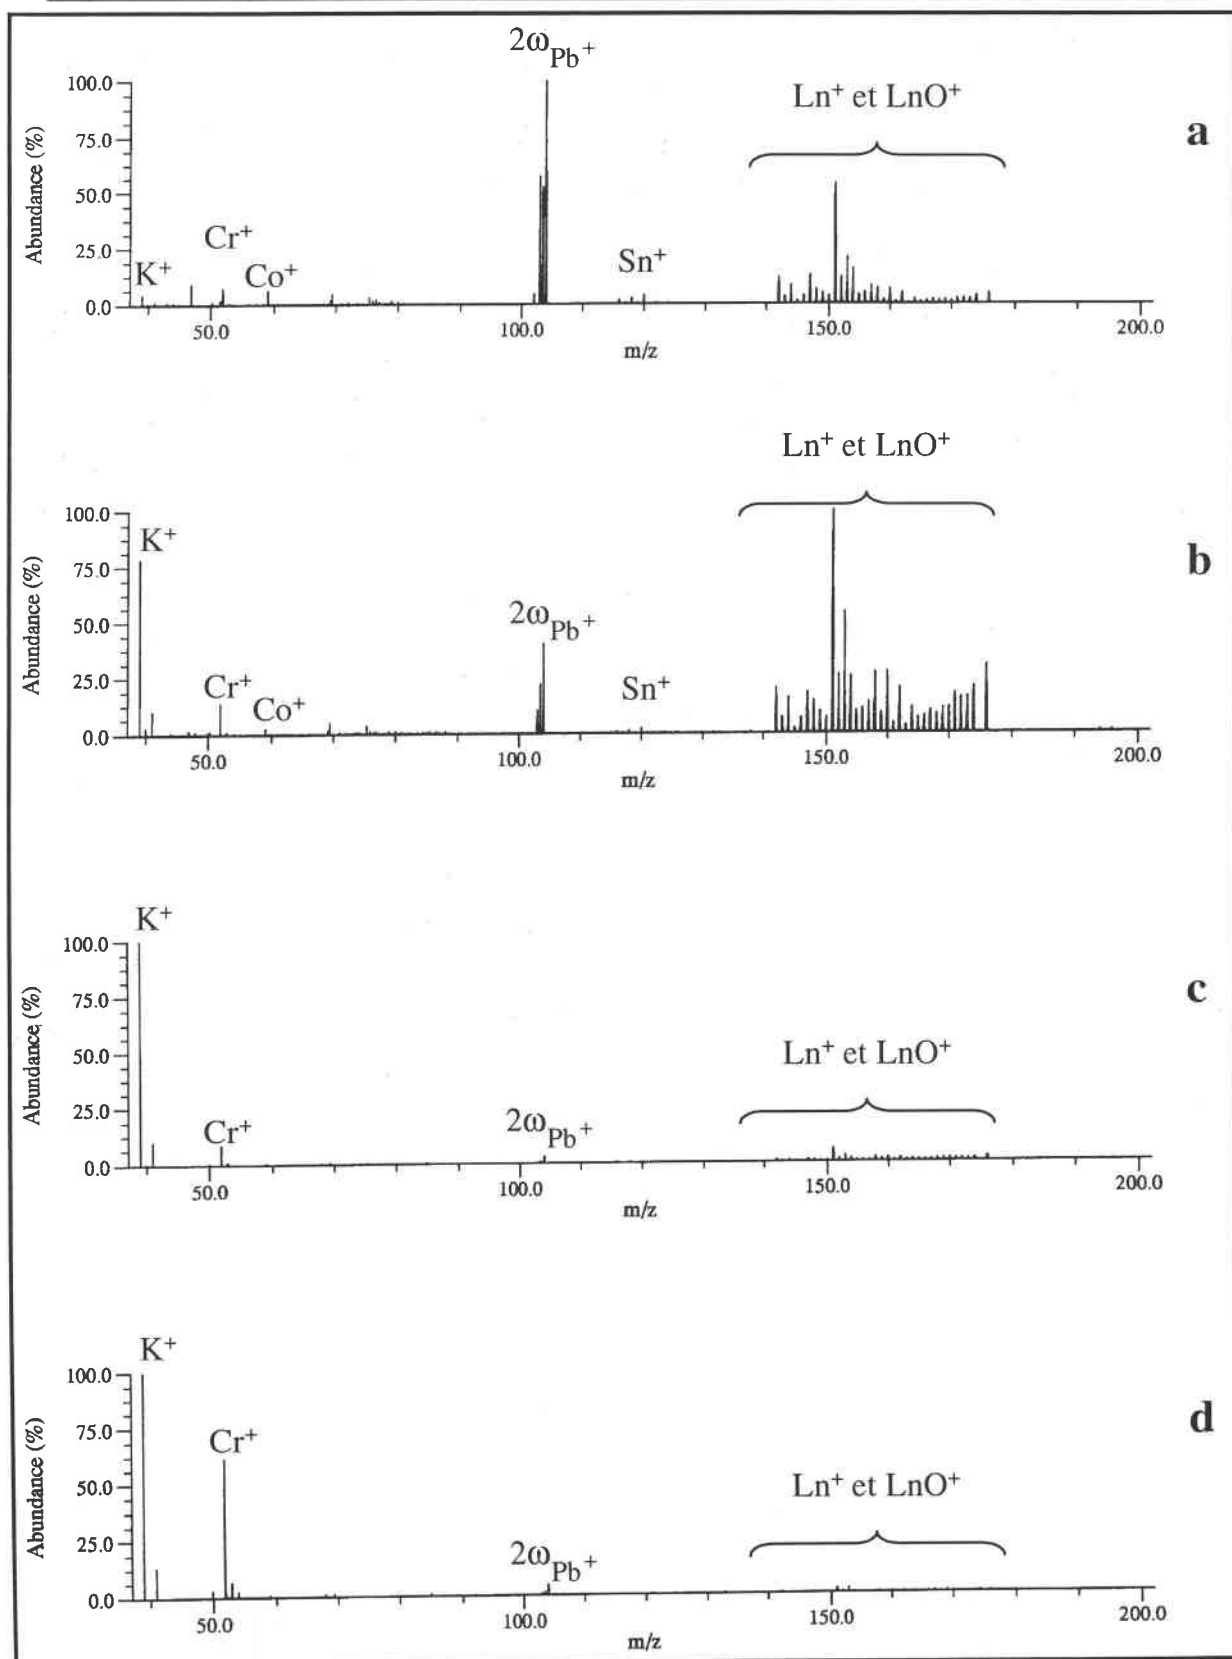 2ωPb⁺
Ln⁺ et LnO⁺
a
Abundance (%)
100.0
75.0
50.0
25.0
0.0
K⁺
Cr⁺
Co⁺
Sn⁺
50.0
100.0
150.0
200.0
m/z
Ln⁺ et LnO⁺
b
Abundance (%)
100.0
75.0
50.0
25.0
0.0
K⁺
Cr⁺
Co⁺
2ωPb⁺
Sn⁺
50.0
100.0
150.0
200.0
m/z
K⁺
c
Abundance (%)
100.0
75.0
50.0
25.0
0.0
Cr⁺
2ωPb⁺
Ln⁺ et LnO⁺
50.0
100.0
150.0
200.0
m/z
K⁺
d
Abundance (%)
100.0
75.0
50.0
25.0
0.0
Cr⁺
2ωPb⁺
Ln⁺ et LnO⁺
50.0
100.0
150.0
200.0
m/z